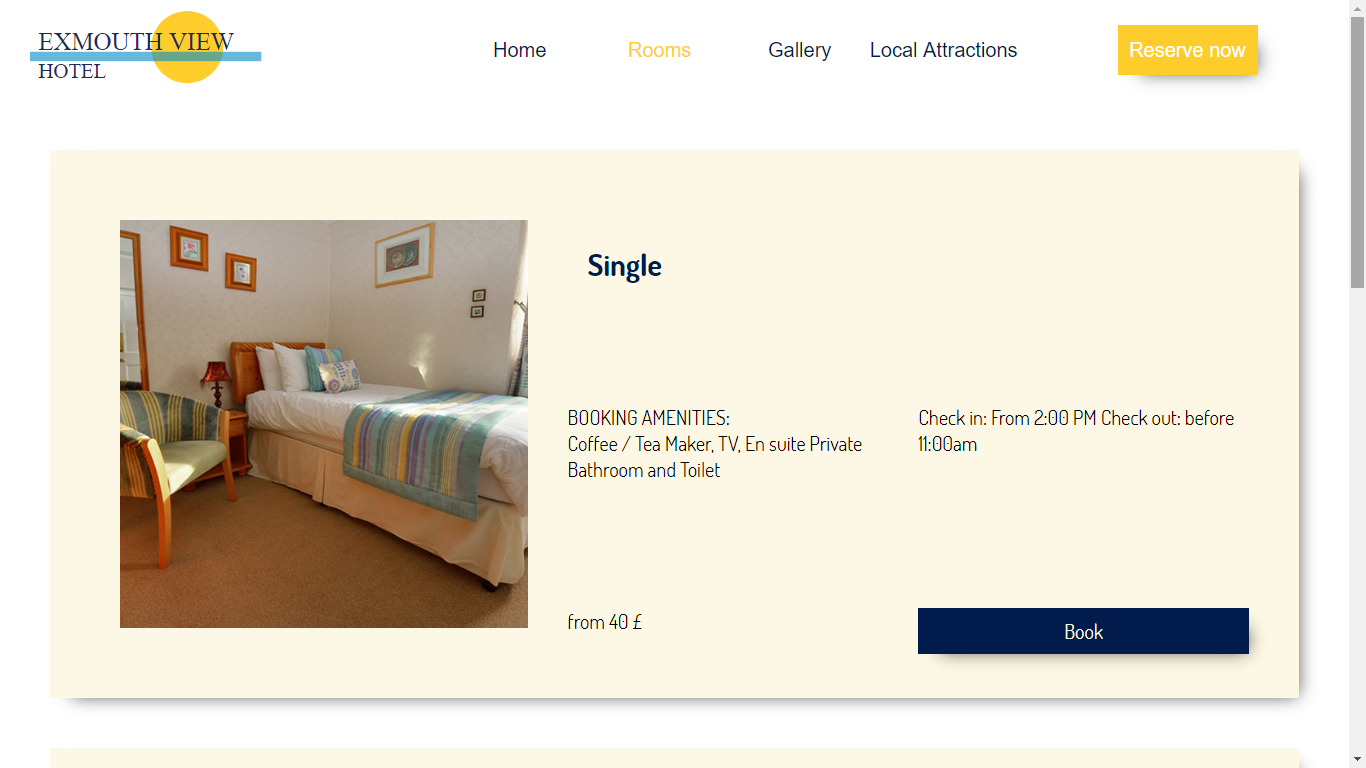 EXMOUTH VIEW
HOTEL
Home
Rooms
Gallery
Local Attractions
Reserve now
Single
BOOKING AMENITIES:
Coffee / Tea Maker, TV, En suite Private
Bathroom and Toilet
Check in: From 2:00 PM Check out: before
11:00am
from 40 £
Book